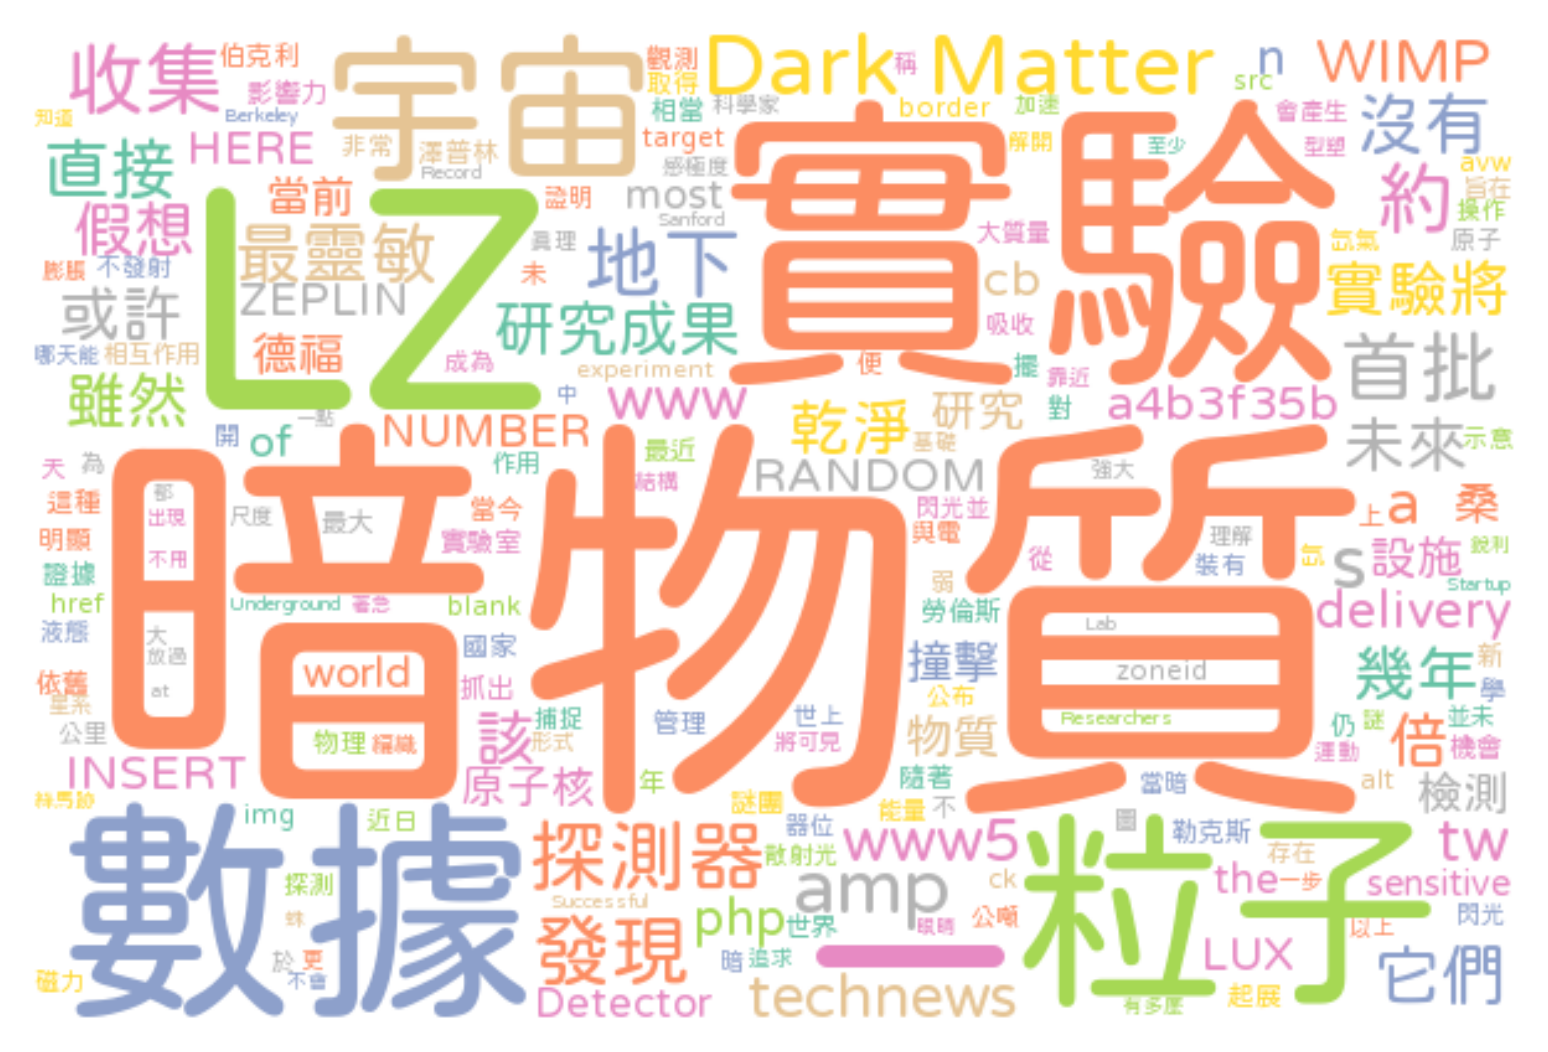 收集 伯克利 宇宙 觀測 Dark Matter 稱 n WIMP
影響力 取得 src
知道 Berkeley 相當 科學家 border 加速 會產生 沒有
直接 HERE 非常 澤普林 target 實驗 解開 至少 型塑
Record 感極度 avw
假想 當前 LZ 證明 most 約 旨在
Sanford 操作
最靈敏 真理 地下 大質量 氙氣 原子
膨脹 不發射 未 cb 實驗將
或許 ZEPLIN 研究成果 吸收
哪天能 相互作用 德福 成為 experiment 便 擺 靠近 首批
雖然 一點 中 www 乾淨 研究 對 a4b3f35b
開 of NUMBER 最近 基礎 未來 示意
天 為 暗物質 作用 結構 RANDOM 強大
這種 都 出現 尺度 最大 當今 閃光並 上 a 桑
明顯 不用 實驗室 與電 從 理解 氙 s 設施 銳利
證據 弱 裝有 Startup
href Underground 著急 blank 勞倫斯 delivery
液態 大 放過 國家 Lab
依舊 at world 抓出 撞擊 zoneid 幾年 新
星系 公布 學
公里 物理 編織 該 捕捉 管理 世上 物質 Researchers 仍 謎 倍 並未
形式 將可見 運動 機會
INSERT 原子核 年 隨著 當暗 alt 檢測
蛛馬跡 img 近日 謎團 能量 不
數據 探測器 器位 www5 圖 粒子 勒克斯 tw
探測 散射光 amp ck 存在
the 一步 sensitive
蛛 Successful php 世界 眼睛 公噸 以上 閃光
發現 一 LUX
於 更 暗 追求 它們
磁力 不會 Detector technews 有多麼 起展